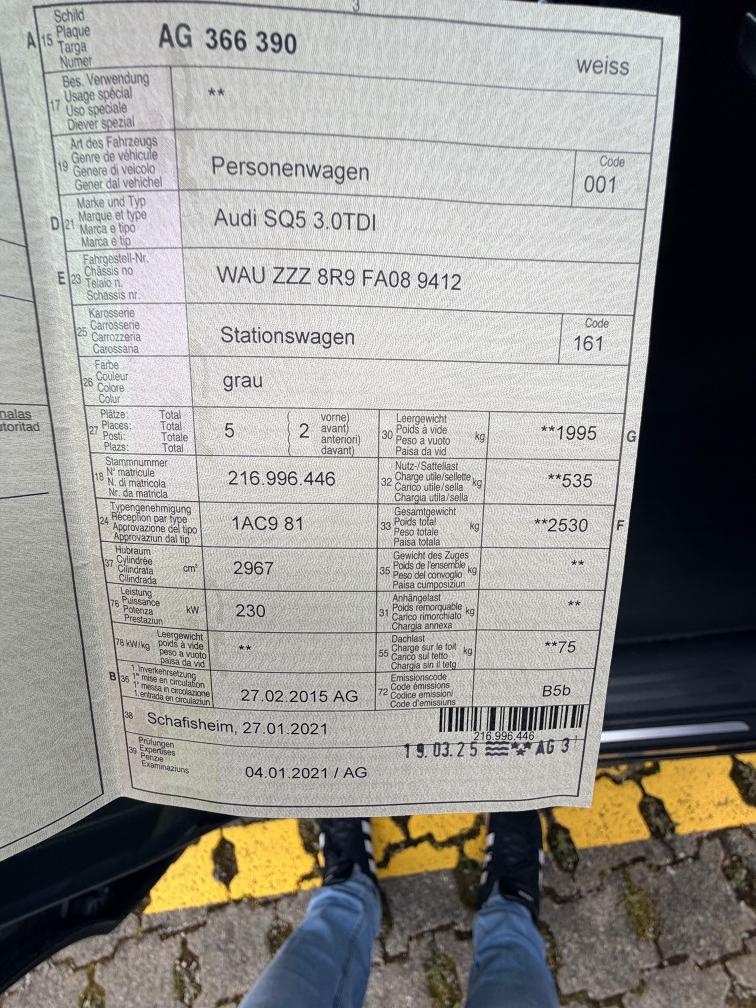 3
A 15 Schild
Plaque
Targa
Numer
AG 366 390
weiss
17 Bes. Verwendung
Usage spécial
Uso speciale
Diever spezial
**
19 Art des Fahrzeugs
Genre de véhicule
Genere di veicolo
Gener dal vehichel
Personenwagen
Code
001
D 21 Marke und Typ
Marque et type
Marca e tipo
Marca e tip
Audi SQ5 3.0TDI
E 23 Fahrgestell-Nr.
Châssis no
Telaio n.
Schassis nr.
WAU ZZZ 8R9 FA08 9412
25 Karosserie
Carrosserie
Carrozzeria
Carossaria
Stationswagen
Code
161
26 Farbe
Couleur
Colore
Colur
grau
27 Plätze: Total
Places: Total
Posti: Totale
Plazs: Total
5
2
vorne)
avant)
anteriori)
davant)
30 Leergewicht
Poids à vide
Peso a vuoto
Paisa da vid
kg
**1995
G
18 Stammnummer
N° matricule
N. di matricola
Nr. da matricla
216.996.446
32 Nutz-/Sattellast
Charge utile/sellette
Carico utile/sella
Chargia utila/sella
kg
**535
24 Typengenehmigung
Réception par type
Approvazione del tipo
Approvaziun dal tip
1AC9 81
33 Gesamtgewicht
Poids total
Peso totale
Paisa totala
kg
**2530
F
37 Hubraum
Cylindrée
Cilindrata
Cilindrada
cm³
2967
35 Gewicht des Zuges
Poids de l'ensemble
Peso del convoglio
Paisa cumposiziun
kg
**
76 Leistung
Puissance
Potenza
Prestaziun
kW
230
31 Anhängelast
Poids remorquable
Carico rimorchiato
Chargia annexa
kg
**
78 kW/kg Leergewicht
poids à vide
peso a vuoto
paisa da vid
**
55 Dachlast
Charge sur le toit
Carico sul tetto
Chargia sin il tetg
kg
**75
B 36 1. Inverkehrsetzung
1re mise en circulation
1a messa in circolazione
1. entrada en circulaziun
27.02.2015 AG
72 Emissionscode
Code émissions
Codice emissioni
Code d'emissiuns
B5b
38 Schafisheim, 27.01.2021
216.996.446
39 Prüfungen
Expertises
Perizie
Examinaziuns
04.01.2021 / AG
19.03.25 AG 31
nalas
utoritad